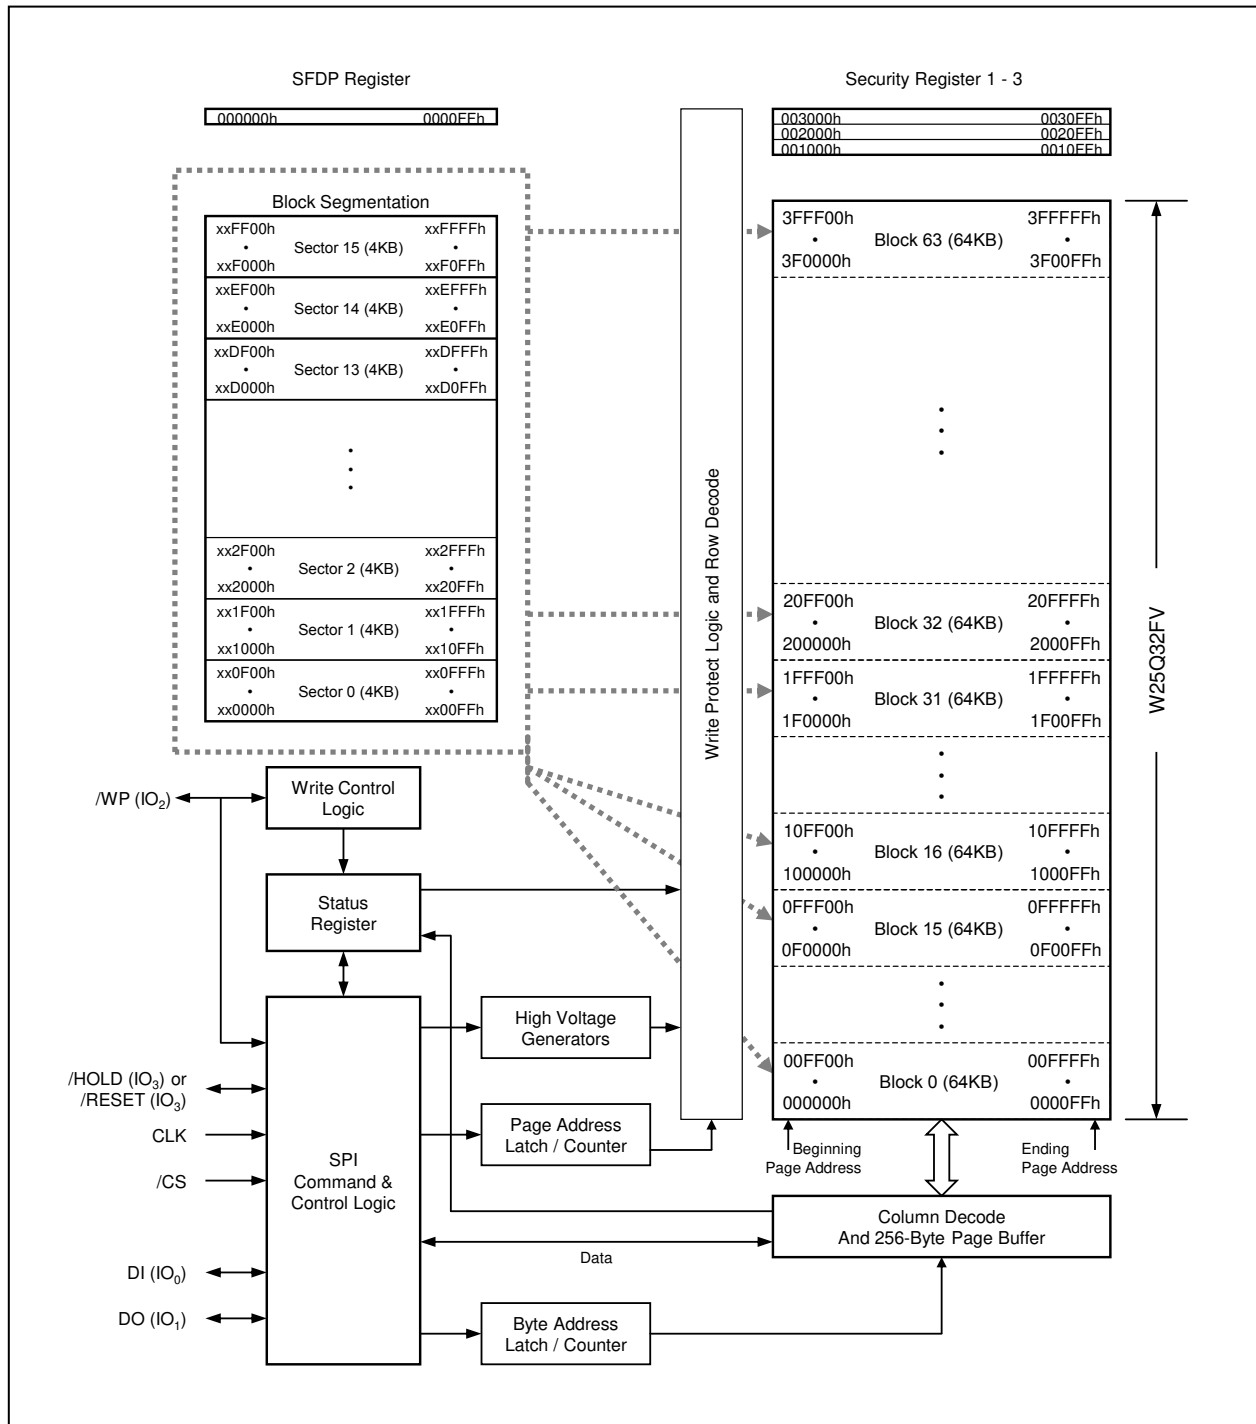 SFDP Register
000000h 0000FFh
Security Register 1 - 3
003000h 0030FFh
002000h 0020FFh
001000h 0010FFh
Block Segmentation
xxFF00h xxFFFFh
• Sector 15 (4KB) •
xxF000h xxF0FFh
xxEF00h xxEFFFh
• Sector 14 (4KB) •
xxE000h xxE0FFh
xxDF00h xxDFFFh
• Sector 13 (4KB) •
xxD000h xxD0FFh
xx2F00h xx2FFFh
• Sector 2 (4KB) •
xx2000h xx20FFh
xx1F00h xx1FFFh
• Sector 1 (4KB) •
xx1000h xx10FFh
xx0F00h xx0FFFh
• Sector 0 (4KB) •
xx0000h xx00FFh
Write Protect Logic and Row Decode
3FFF00h 3FFFFFh
• Block 63 (64KB) •
3F0000h 3F00FFh
20FF00h 20FFFFh
• Block 32 (64KB) •
200000h 2000FFh
1FFF00h 1FFFFFh
• Block 31 (64KB) •
1F0000h 1F00FFh
10FF00h 10FFFFh
• Block 16 (64KB) •
100000h 1000FFh
0FFF00h 0FFFFFh
• Block 15 (64KB) •
0F0000h 0F00FFh
00FF00h 00FFFFh
• Block 0 (64KB) •
000000h 0000FFh
W25Q32FV
Beginning
Page Address
Ending
Page Address
/WP (IO2)
Write Control
Logic
Status
Register
High Voltage
Generators
/HOLD (IO3) or
/RESET (IO3)
CLK
/CS
DI (IO0)
DO (IO1)
SPI
Command &
Control Logic
Page Address
Latch / Counter
Column Decode
And 256-Byte Page Buffer
Data
Byte Address
Latch / Counter